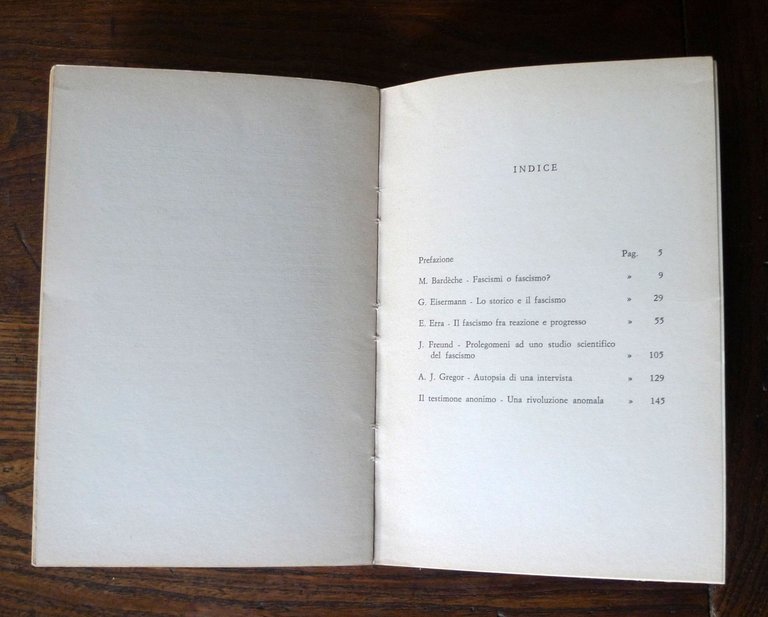 INDICE
Prefazione Pag. 5
M. Bardèche - Fascismi o fascismo? » 9
G. Eisermann - Lo storico e il fascismo » 29
E. Erra - Il fascismo fra reazione e progresso » 55
J. Freund - Prolegomeni ad uno studio scientifico
del fascismo » 105
A. J. Gregor - Autopsia di una intervista » 129
Il testimone anonimo - Una rivoluzione anomala » 145